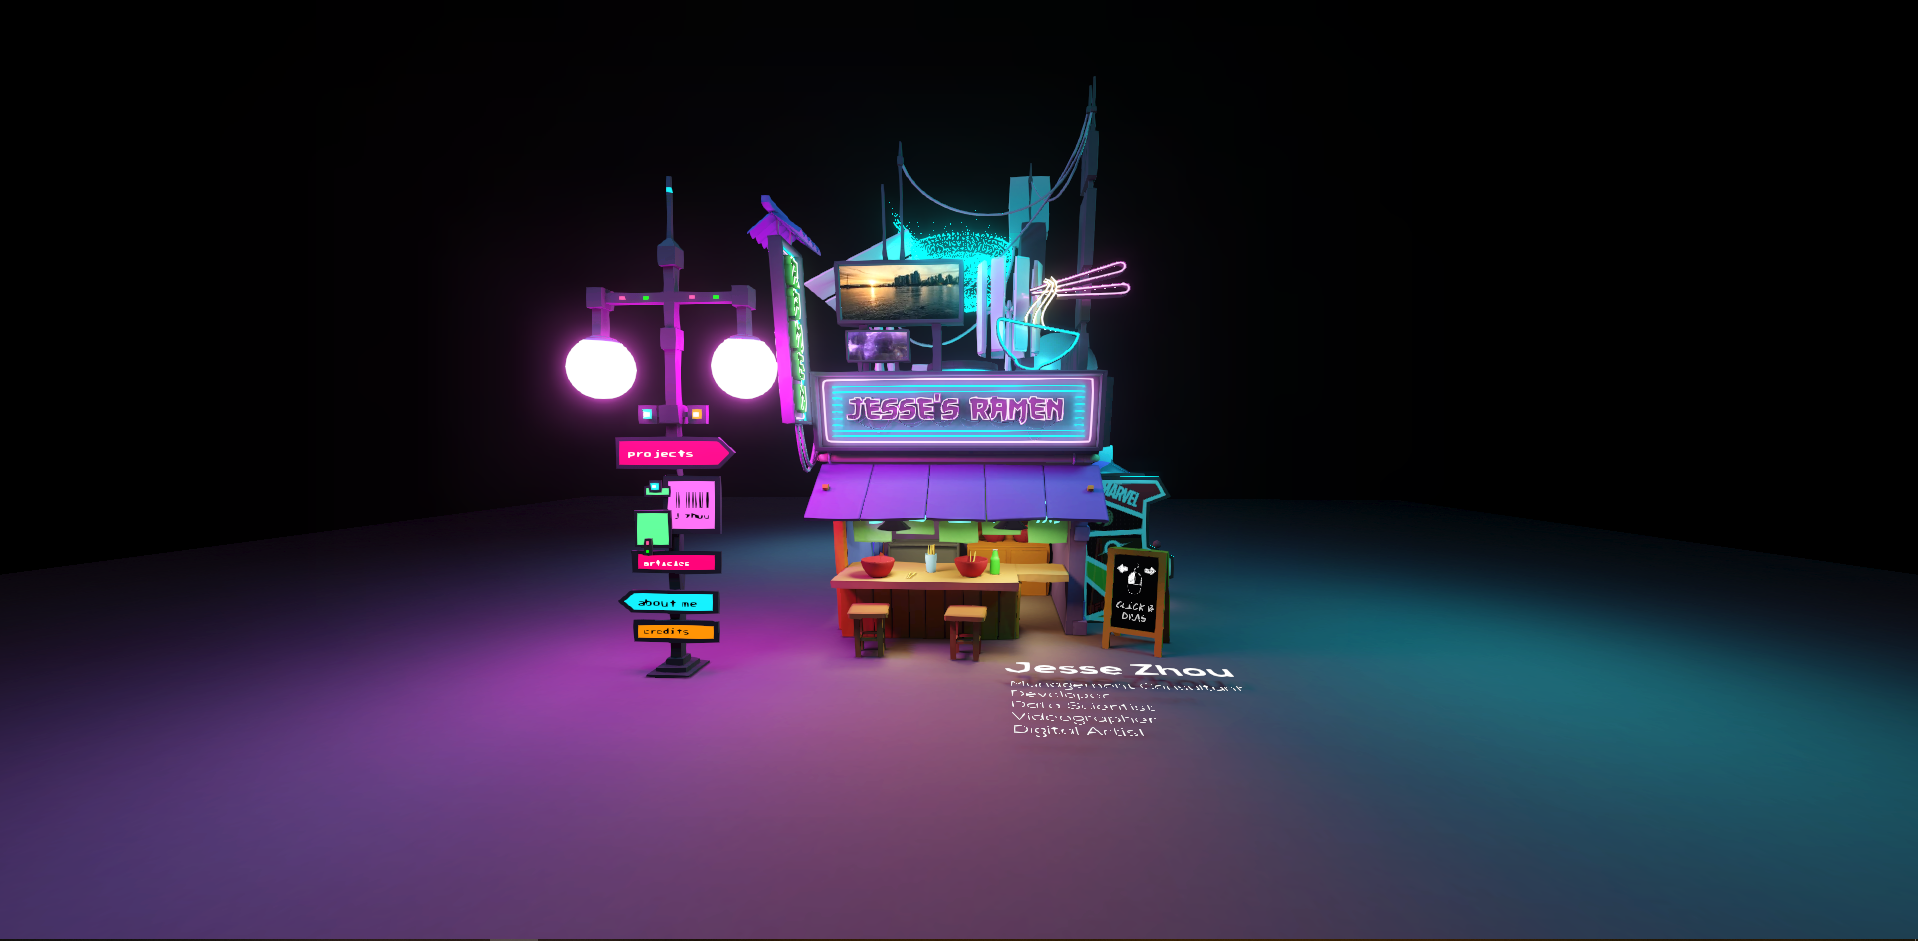 JESSE'S RAMEN
projects
J. Zhou
articles
about me
credits
MARVEL
CLICK &
DRAG
Jesse Zhou
Management Consultant
Developer
Data Scientist
Videographer
Digital Artist